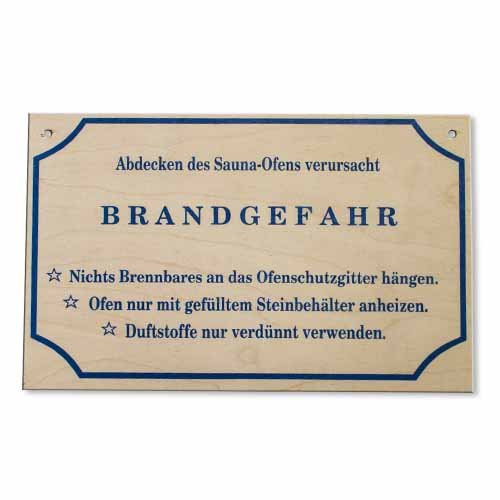 Abdecken des Sauna-Ofens verursacht
BRANDGEFAHR
☆ Nichts Brennbares an das Ofenschutzgitter hängen.
☆ Ofen nur mit gefülltem Steinbehälter anheizen.
☆ Duftstoffe nur verdünnt verwenden.